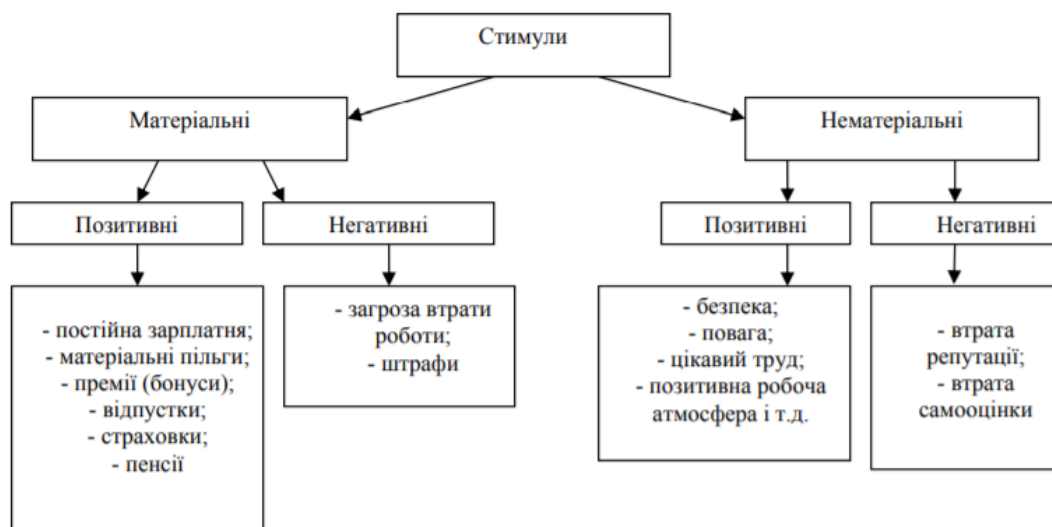 Стимули
Матеріальні
Нематеріальні
Позитивні
Негативні
Позитивні
Негативні
- постійна зарплатня;
- матеріальні пільги;
- премії (бонуси);
- відпустки;
- страховки;
- пенсії
- загроза втрати
роботи;
- штрафи
- безпека;
- повага;
- цікавий труд;
- позитивна робоча
атмосфера і т.д.
- втрата
репутації;
- втрата
самооцінки